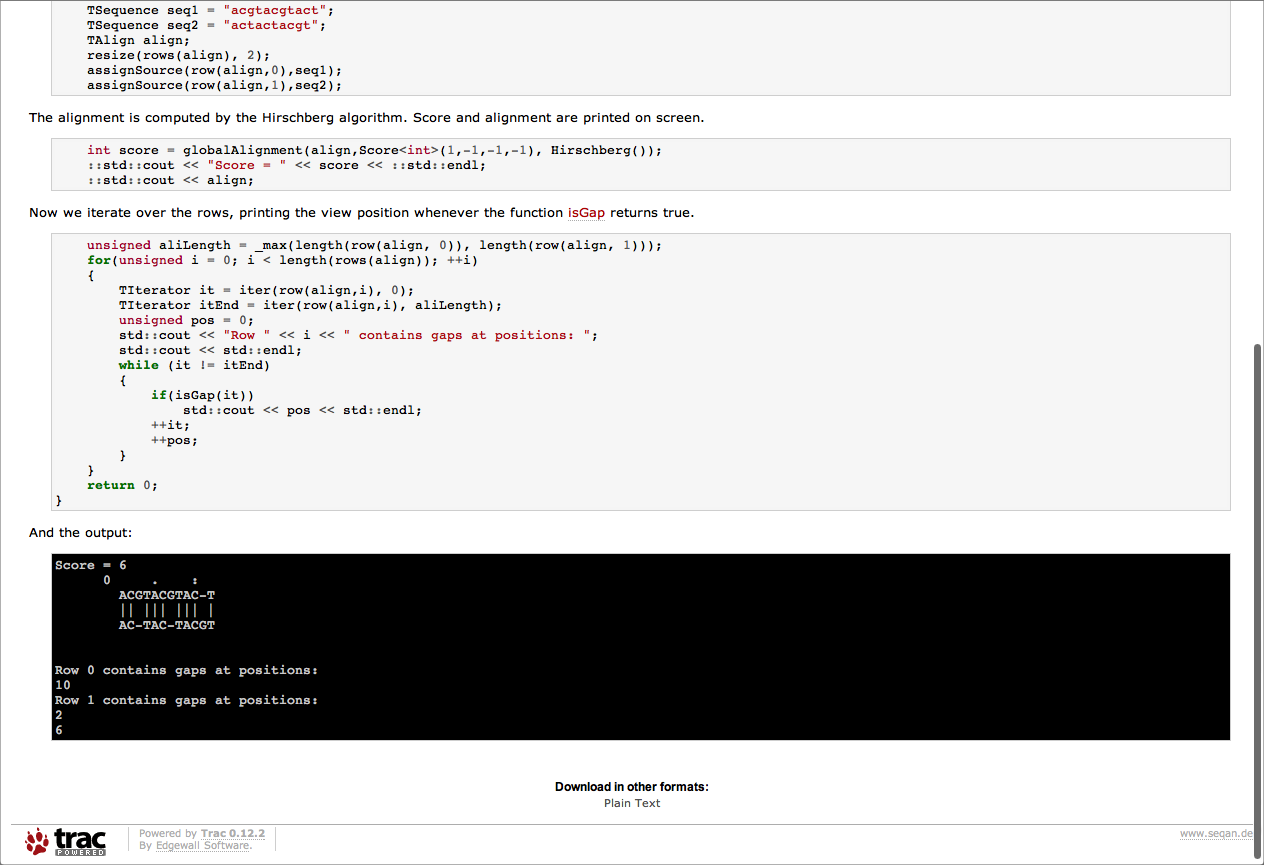 TSequence seq1 = "acgtacgtact";
    TSequence seq2 = "actactacgt";
    TAlign align;
    resize(rows(align), 2);
    assignSource(row(align,0),seq1);
    assignSource(row(align,1),seq2);
The alignment is computed by the Hirschberg algorithm. Score and alignment are printed on screen.
    int score = globalAlignment(align,Score<int>(1,-1,-1,-1), Hirschberg());
    ::std::cout << "Score = " << score << ::std::endl;
    ::std::cout << align;
Now we iterate over the rows, printing the view position whenever the function isGap returns true.
    unsigned aliLength = _max(length(row(align, 0)), length(row(align, 1)));
    for(unsigned i = 0; i < length(rows(align)); ++i)
    {
        TIterator it = iter(row(align,i), 0);
        TIterator itEnd = iter(row(align,i), aliLength);
        unsigned pos = 0;
        std::cout << "Row " << i << " contains gaps at positions: ";
        std::cout << std::endl;
        while (it != itEnd)
        {
            if(isGap(it))
                std::cout << pos << std::endl;
            ++it;
            ++pos;
        }
    }
    return 0;
}
And the output:
Score = 6
      0     .    :
        ACGTACGTAC-T
        || ||| ||| |
        AC-TAC-TACGT
Row 0 contains gaps at positions:
10
Row 1 contains gaps at positions:
2
6
Download in other formats:
Plain Text
trac
POWERED
Powered by Trac 0.12.2
By Edgewall Software.
www.seqan.de